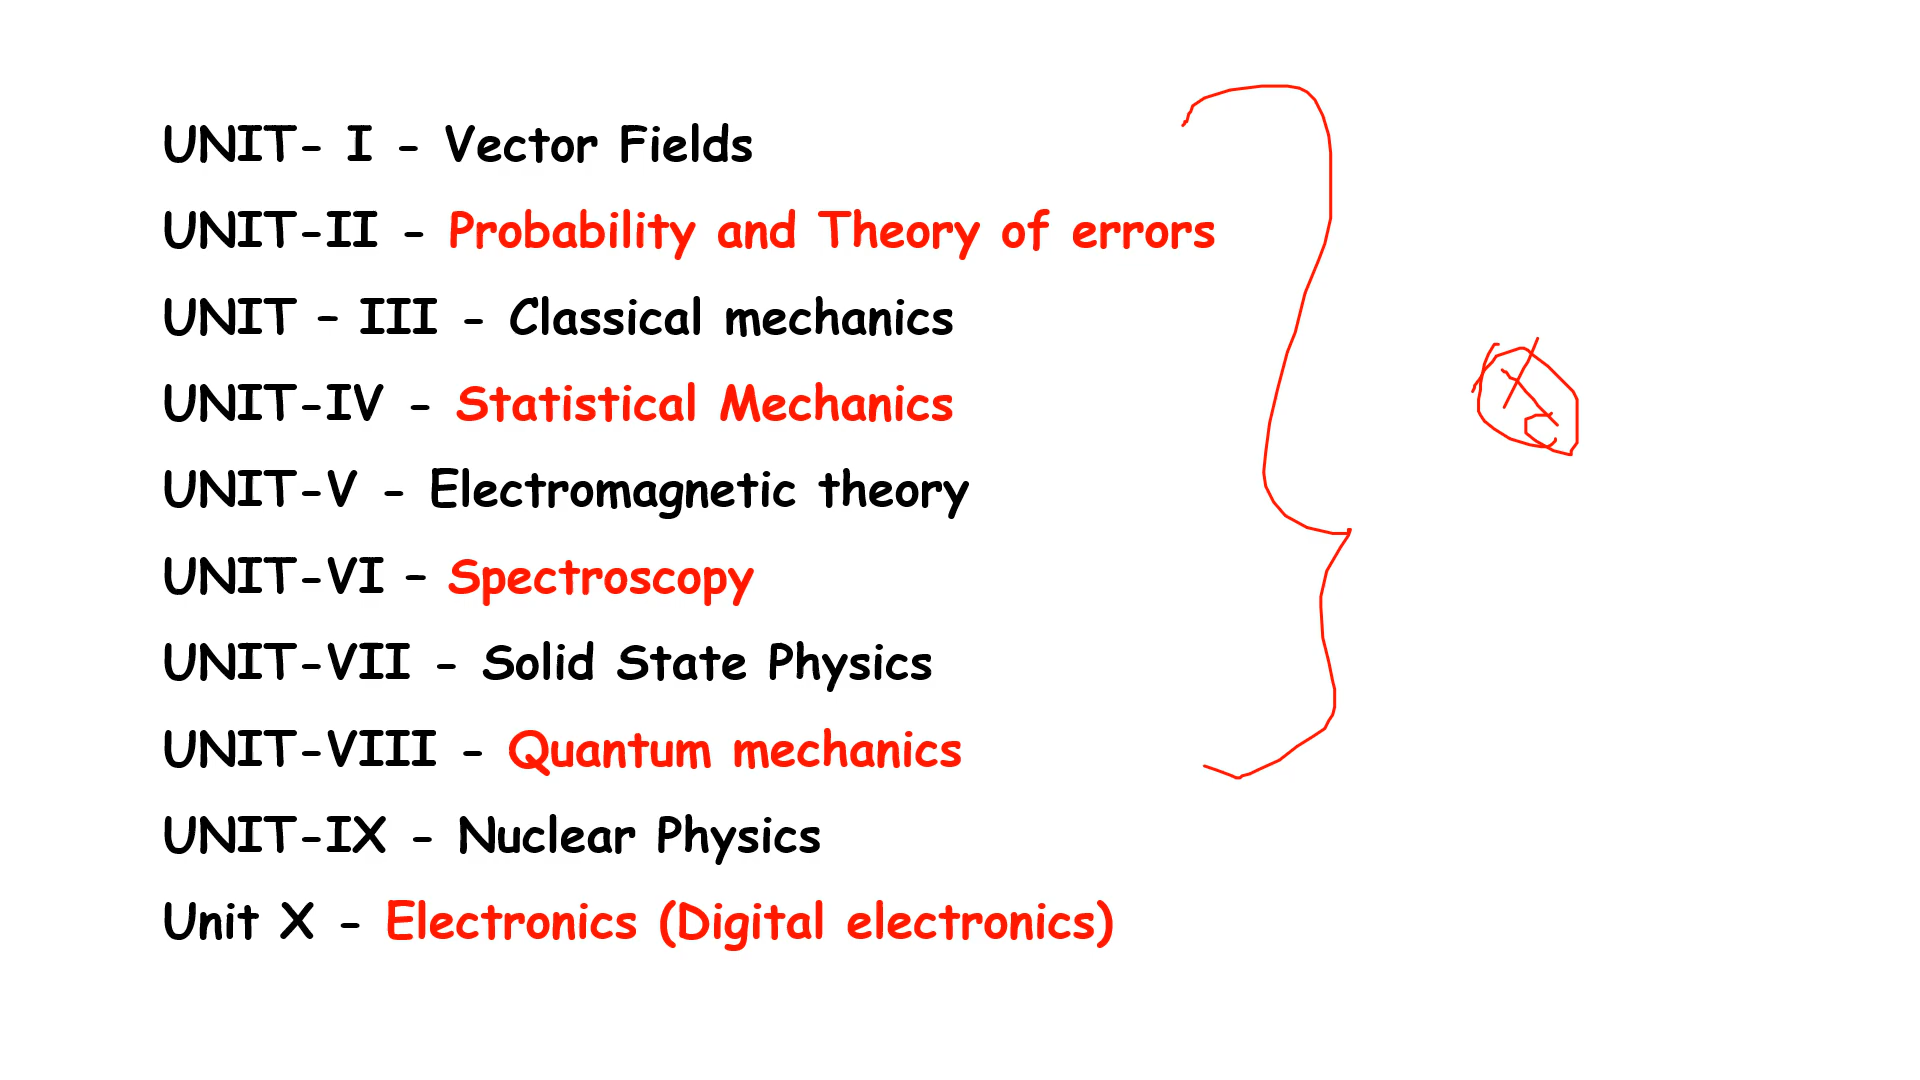 UNIT- I - Vector Fields
UNIT-II - Probability and Theory of errors
UNIT – III - Classical mechanics
UNIT-IV - Statistical Mechanics
UNIT-V - Electromagnetic theory
UNIT-VI – Spectroscopy
UNIT-VII - Solid State Physics
UNIT-VIII - Quantum mechanics
UNIT-IX - Nuclear Physics
Unit X - Electronics (Digital electronics)